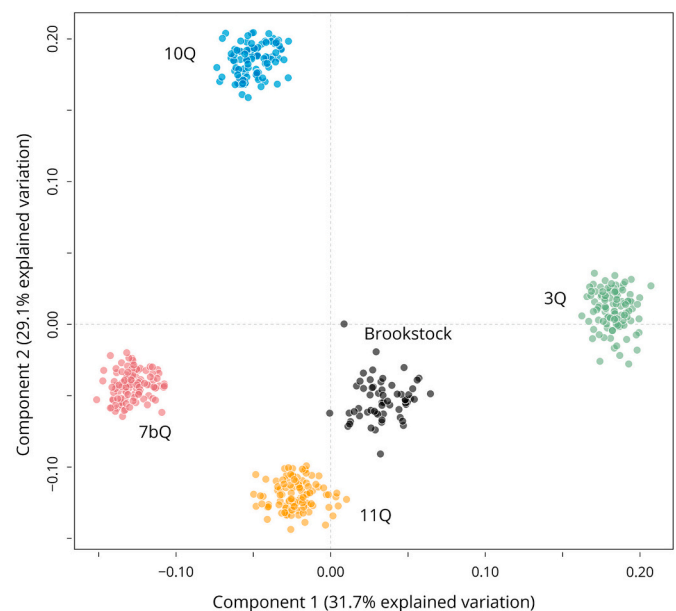 0.20
10Q
0.10
Component 2 (29.1% explained variation)
3Q
0.00
Brookstock
7bQ
−0.10
11Q
−0.10
0.00
0.10
0.20
Component 1 (31.7% explained variation)